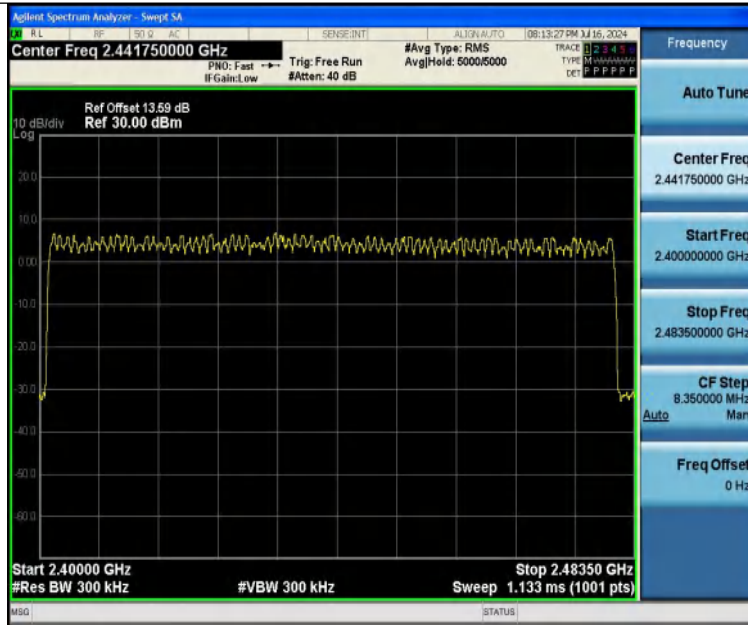 Agilent Spectrum Analyzer - Swept SA
RL RF 50 Ω AC SENSE:INT ALIGN AUTO 08:13:27 PM Jul 16, 2024
Center Freq 2.441750000 GHz
PNO: Fast
IFGain:Low
Trig: Free Run
#Atten: 40 dB
#Avg Type: RMS
Avg|Hold: 5000/5000
TRACE 1 2 3 4 5 6
TYPE M
DET P P P P P P
Ref Offset 13.59 dB
10 dB/div Ref 30.00 dBm
Log
20.0
10.0
0.00
-10.0
-20.0
-30.0
-40.0
-50.0
-60.0
Start 2.40000 GHz Stop 2.48350 GHz
#Res BW 300 kHz #VBW 300 kHz Sweep 1.133 ms (1001 pts)
MSG STATUS
Frequency
Auto Tune
Center Freq
2.441750000 GHz
Start Freq
2.400000000 GHz
Stop Freq
2.483500000 GHz
CF Step
8.350000 MHz
Auto Man
Freq Offset
0 Hz